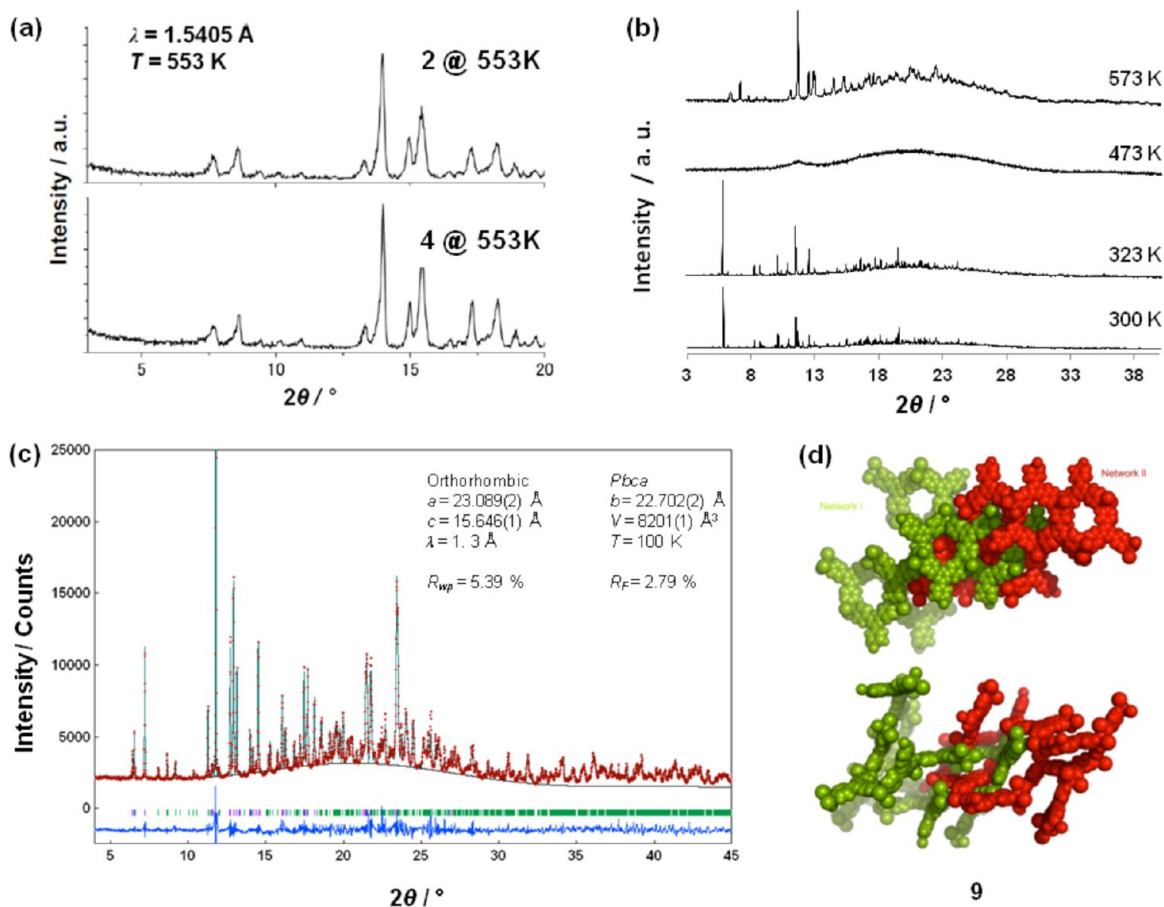 (a)
λ = 1.5405 Å
T = 553 K
2 @ 553K
4 @ 553K
Intensity / a.u.
5 10 15 20
2θ / °
(b)
573 K
473 K
323 K
300 K
Intensity / a. u.
3 8 13 18 23 28 33 38
2θ / °
(c)
25000
20000
15000
10000
5000
0
Intensity/ Counts
Orthorhombic Pbca
a = 23.089(2) Å b = 22.702(2) Å
c = 15.646(1) Å V = 8201(1) Å³
λ = 1. 3 Å T = 100 K
Rwp = 5.39 % RF = 2.79 %
5 10 15 20 25 30 35 40 45
2θ / °
(d)
Network I
Network II
9